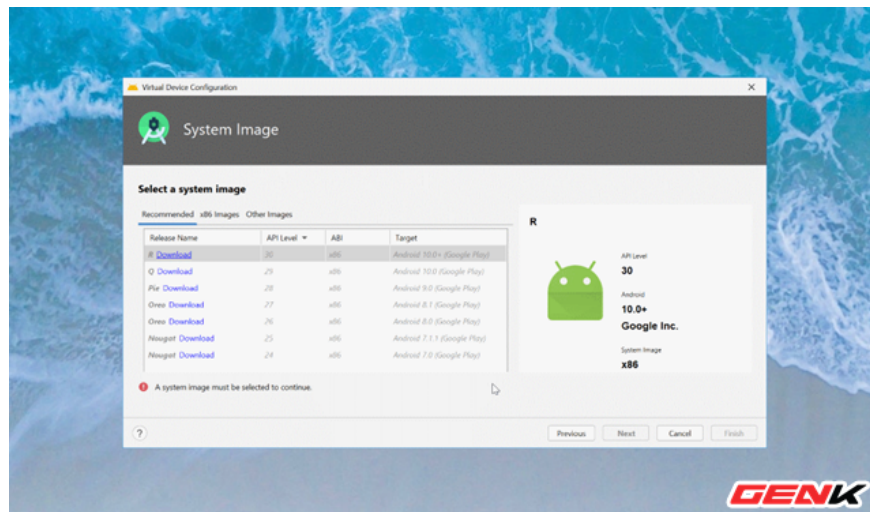 Virtual Device Configuration
System Image
Select a system image
Recommended x86 Images Other Images
Release Name API Level ABI Target
R Download 30 x86 Android 10.0+ (Google Play)
Q Download 29 x86 Android 10.0 (Google Play)
Pie Download 28 x86 Android 9.0 (Google Play)
Oreo Download 27 x86 Android 8.1 (Google Play)
Oreo Download 26 x86 Android 8.0 (Google Play)
Nougat Download 25 x86 Android 7.1.1 (Google Play)
Nougat Download 24 x86 Android 7.0 (Google Play)
A system image must be selected to continue.
R
API Level
30
Android
10.0+
Google Inc.
System Image
x86
? Previous Next Cancel Finish
GENK